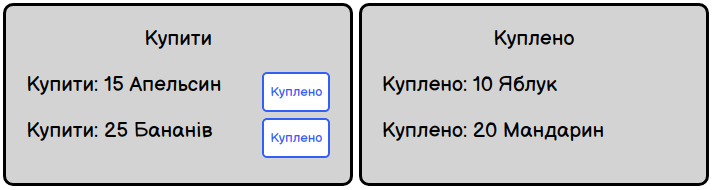 Купити
Купити: 15 Апельсин
Куплено
Купити: 25 Бананів
Куплено
Куплено
Куплено: 10 Яблук
Куплено: 20 Мандарин